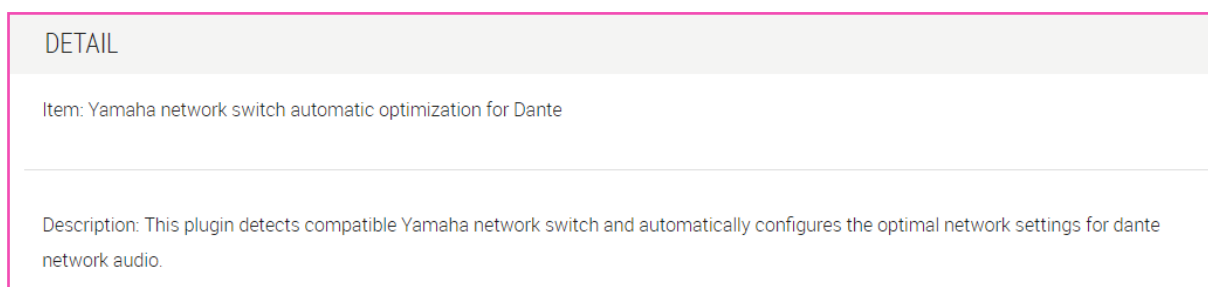 DETAIL
Item: Yamaha network switch automatic optimization for Dante
Description: This plugin detects compatible Yamaha network switch and automatically configures the optimal network settings for dante
network audio.